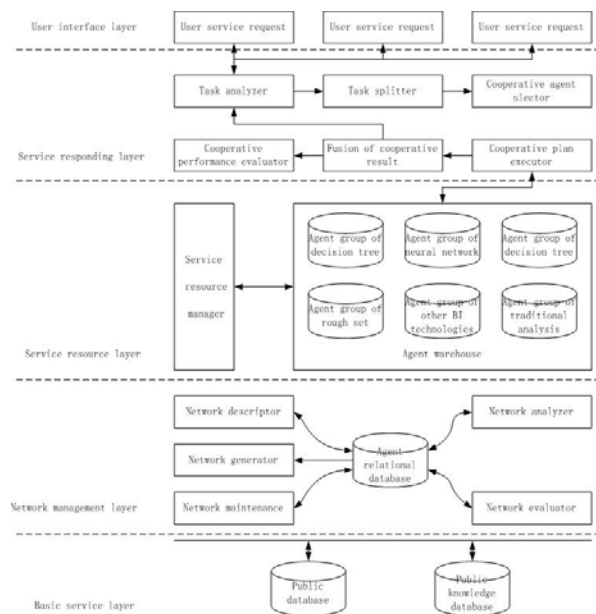 User interface layer
User service request
User service request
User service request
Task analyzer
Task splitter
Cooperative agent
slector
Service responding layer
Cooperative
performance evaluator
Fusion of cooperative
result
Cooperative plan
executor
Service
resource
manager
Agent group of
decision tree
Agent group of
neural network
Agent group of
decision tree
Agent group of
rough set
Agent group of
other BI
technologies
Agent group of
traditional
analysis
Service resource layer
Agent warehouse
Network descriptor
Network analyzer
Network generator
Agent
relational
database
Network management layer
Network maintenance
Network evaluator
Basic service layer
Public
database
Public
knowledge
database